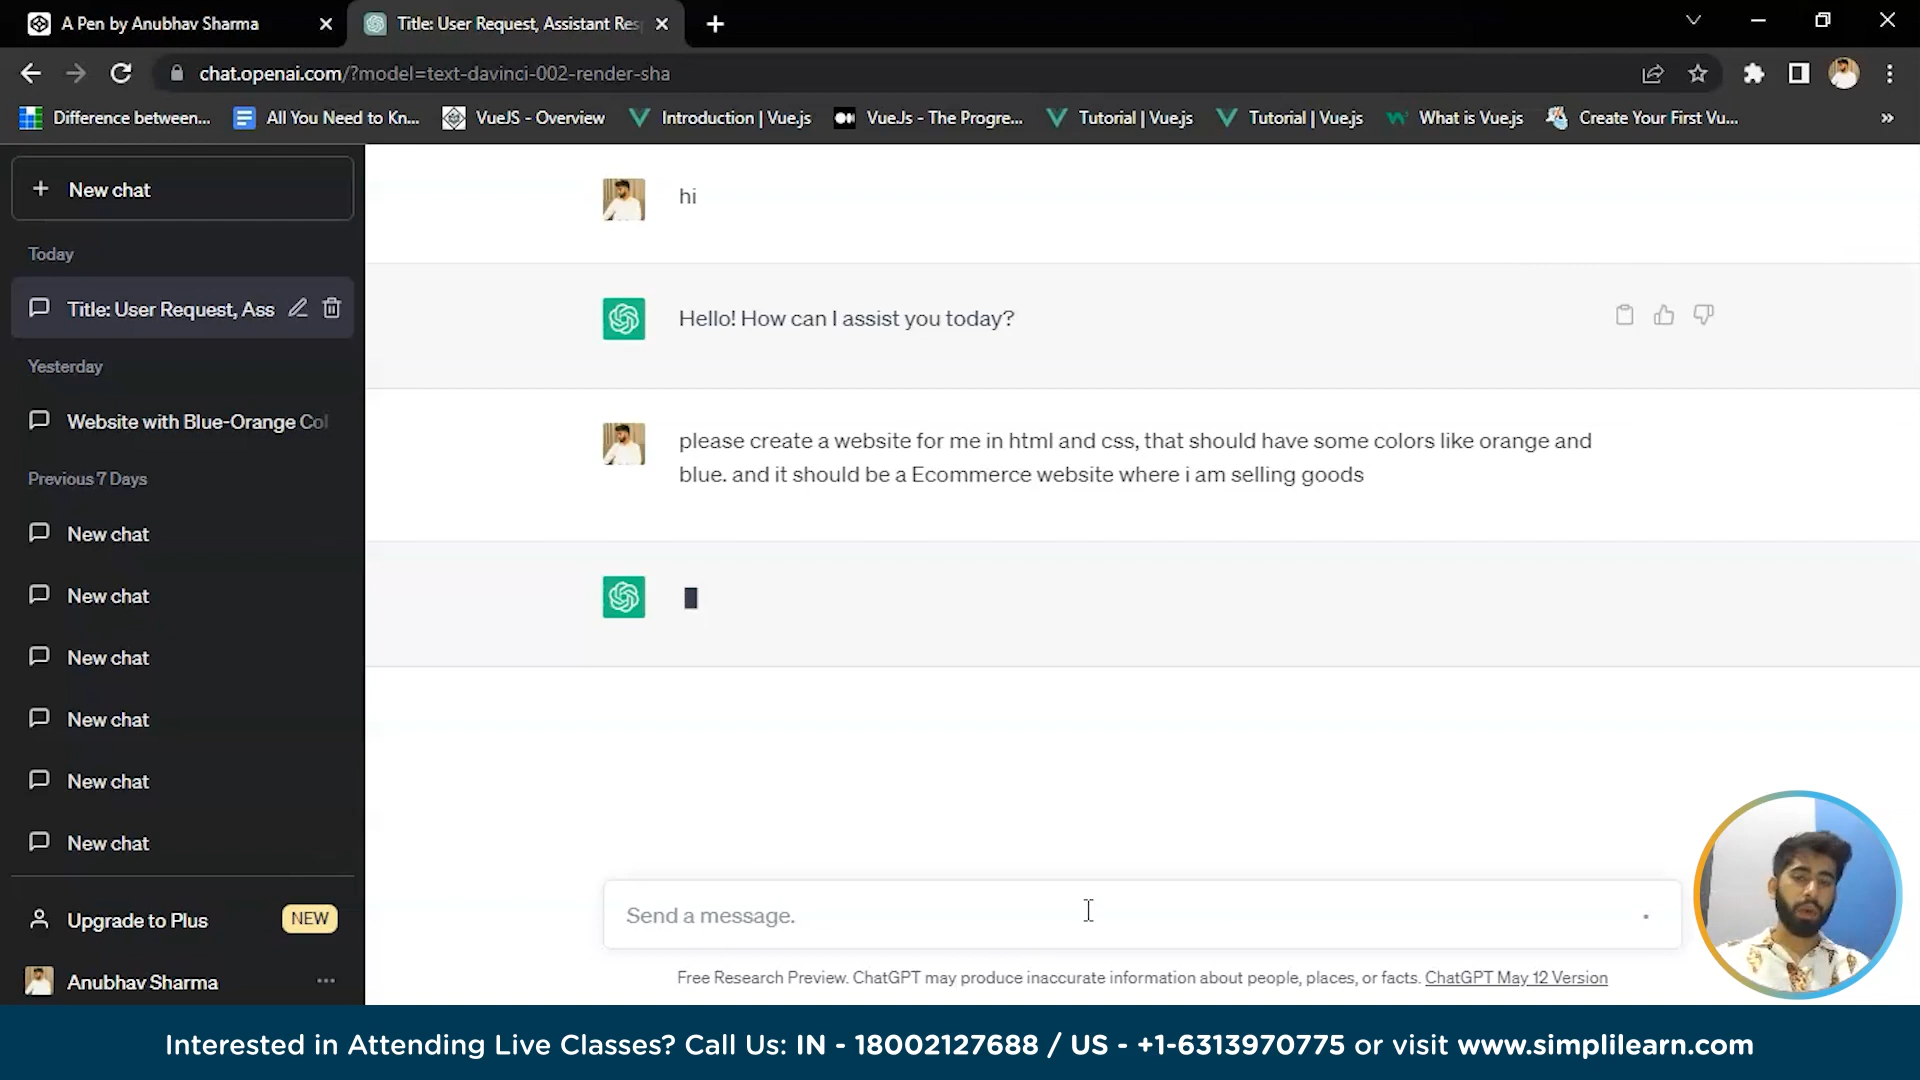 A Pen by Anubhav Sharma
Title: User Request, Assistant Res
chat.openai.com/?model=text-davinci-002-render-sha
Difference between...
All You Need to Kn...
VueJS - Overview
Introduction | Vue.js
VueJs - The Progre...
Tutorial | Vue.js
Tutorial | Vue.js
What is Vue.js
Create Your First Vu...
New chat
Today
Title: User Request, Ass
Yesterday
Website with Blue-Orange Col
Previous 7 Days
New chat
New chat
New chat
New chat
New chat
New chat
Upgrade to Plus
NEW
Anubhav Sharma
hi
Hello! How can I assist you today?
please create a website for me in html and css, that should have some colors like orange and
blue. and it should be a Ecommerce website where i am selling goods
Send a message.
Free Research Preview. ChatGPT may produce inaccurate information about people, places, or facts. ChatGPT May 12 Version
Interested in Attending Live Classes? Call Us: IN - 18002127688 / US - +1-6313970775 or visit www.simplilearn.com